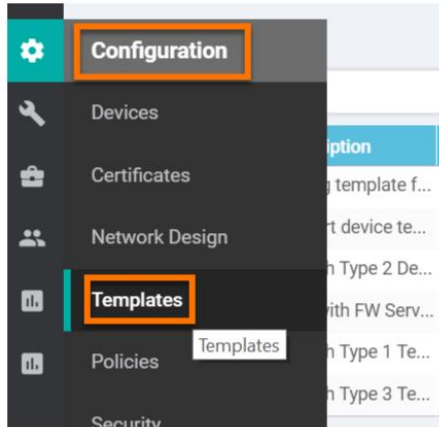 Configuration
Devices
iption
Certificates
template f...
rt device te...
Network Design
h Type 2 De...
Templates
vith FW Serv...
Templates
Policies
h Type 1 Te...
h Type 3 Te...
Security